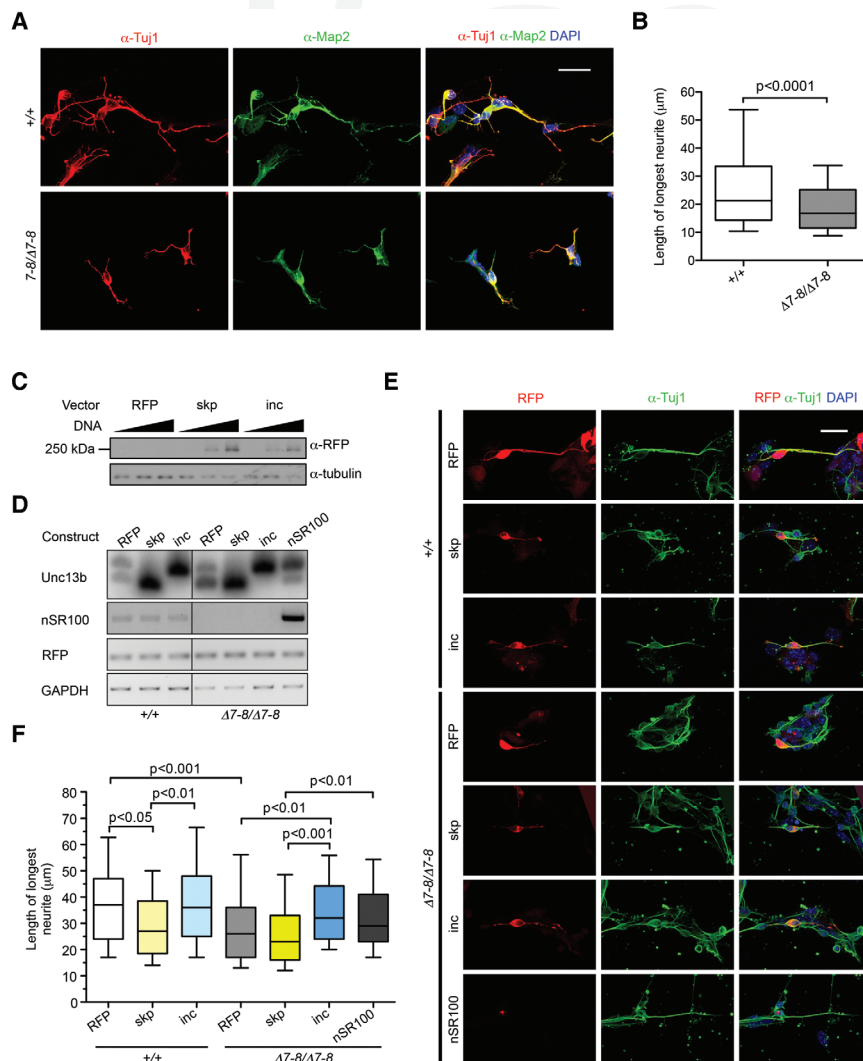 A
α-Tuj1 α-Map2 α-Tuj1 α-Map2 DAPI
+/+
7-8/Δ7-8
B
p<0.0001
Length of longest neurite (μm)
60
50
40
30
20
10
0
+/+ Δ7-8/Δ7-8
C
Vector RFP skp inc
DNA
250 kDa α-RFP
α-tubulin
D
Construct RFP skp inc RFP skp inc nSR100
Unc13b
nSR100
RFP
GAPDH
+/+ Δ7-8/Δ7-8
E
RFP α-Tuj1 RFP α-Tuj1 DAPI
+/+
RFP
skp
inc
Δ7-8/Δ7-8
RFP
skp
inc
nSR100
F
p<0.001 p<0.01
p<0.01 p<0.01
p<0.05 p<0.001
Length of longest
neurite (μm)
80
70
60
50
40
30
20
10
0
RFP skp inc RFP skp inc nSR100
+/+ Δ7-8/Δ7-8